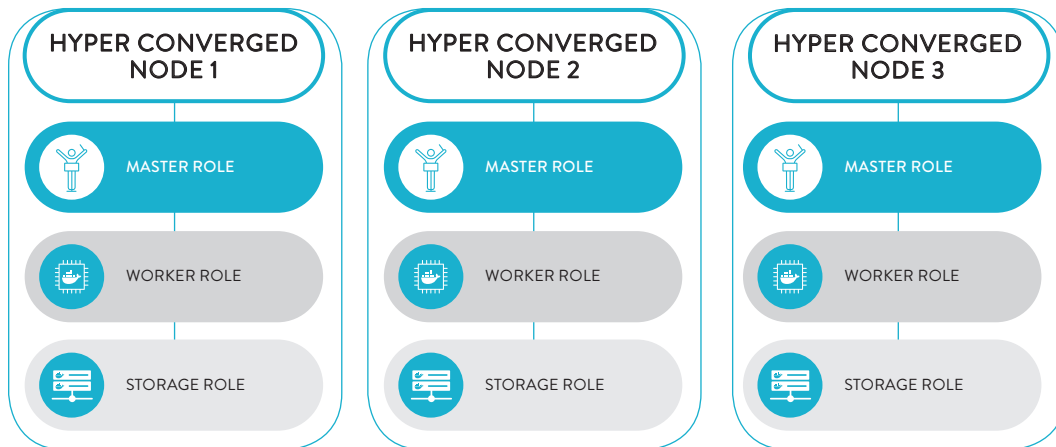 HYPER CONVERGED
NODE 1
MASTER ROLE
WORKER ROLE
STORAGE ROLE
HYPER CONVERGED
NODE 2
MASTER ROLE
WORKER ROLE
STORAGE ROLE
HYPER CONVERGED
NODE 3
MASTER ROLE
WORKER ROLE
STORAGE ROLE